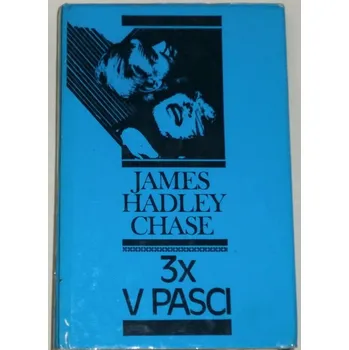 JAMES
HADLEY
CHASE
3X
V PASCI